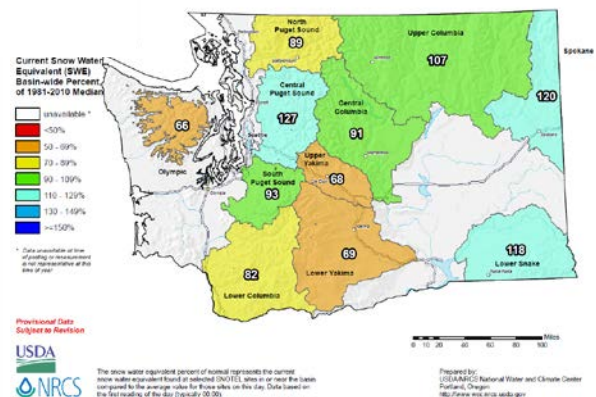 Current Snow Water
Equivalent (SWE)
Basin-wide Percent
of 1981-2010 Median
unavailable *
<50%
50 - 69%
70 - 89%
90 - 109%
110 - 129%
130 - 149%
>=150%
* Data unavailable at time
of posting or measurement
is not representative at this
time of year
Provisional Data
Subject to Revision
North
Puget Sound
89
Upper Columbia
107
Spokane
120
Central
Puget Sound
127
Central
Columbia
91
66
Olympic
Seattle
Upper
Yakima
68
South
Puget Sound
93
69
Lower Yakima
82
Lower Columbia
118
Lower Snake
Miles
USDA
NRCS
The snow water equivalent percent of normal represents the current
snow water equivalent found at selected SNOTEL sites in or near the basin
compared to the average value for those sites on this day. Data based on
the first reading of the day (typically 00:00).
Prepared by:
USDA/NRCS National Water and Climate Center
Portland, Oregon